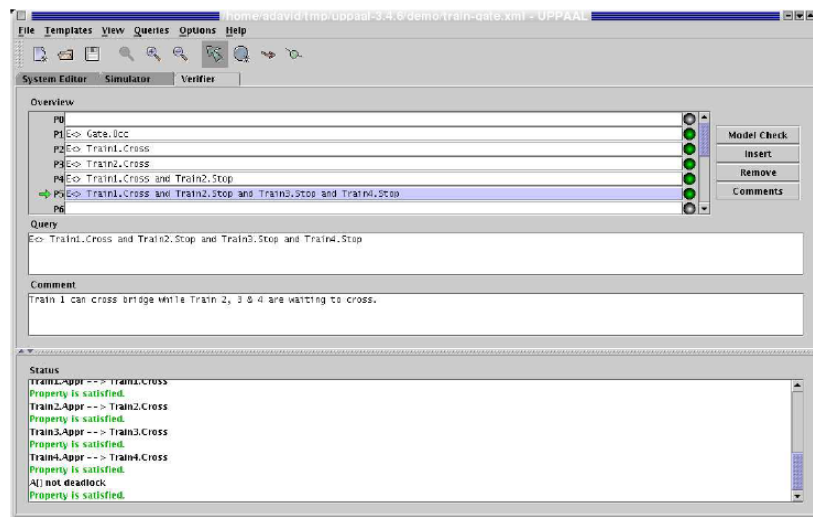 /home/adavid/tmp/uppaal-3.4.6/demo/train-gate.xml - UPPAAL
File Templates View Queries Options Help
System Editor Simulator Verifier
Overview
P0
P1 E<> Gate.Occ
P2 E<> Train1.Cross
P3 E<> Train2.Cross
P4 E<> Train1.Cross and Train2.Stop
P5 E<> Train1.Cross and Train2.Stop and Train3.Stop and Train4.Stop
P6
Model Check
Insert
Remove
Comments
Query
E<> Train1.Cross and Train2.Stop and Train3.Stop and Train4.Stop
Comment
Train 1 can cross bridge while Train 2, 3 & 4 are waiting to cross.
Status
Train1.Appr --> Train1.Cross
Property is satisfied.
Train2.Appr --> Train2.Cross
Property is satisfied.
Train3.Appr --> Train3.Cross
Property is satisfied.
Train4.Appr --> Train4.Cross
Property is satisfied.
A[] not deadlock
Property is satisfied.